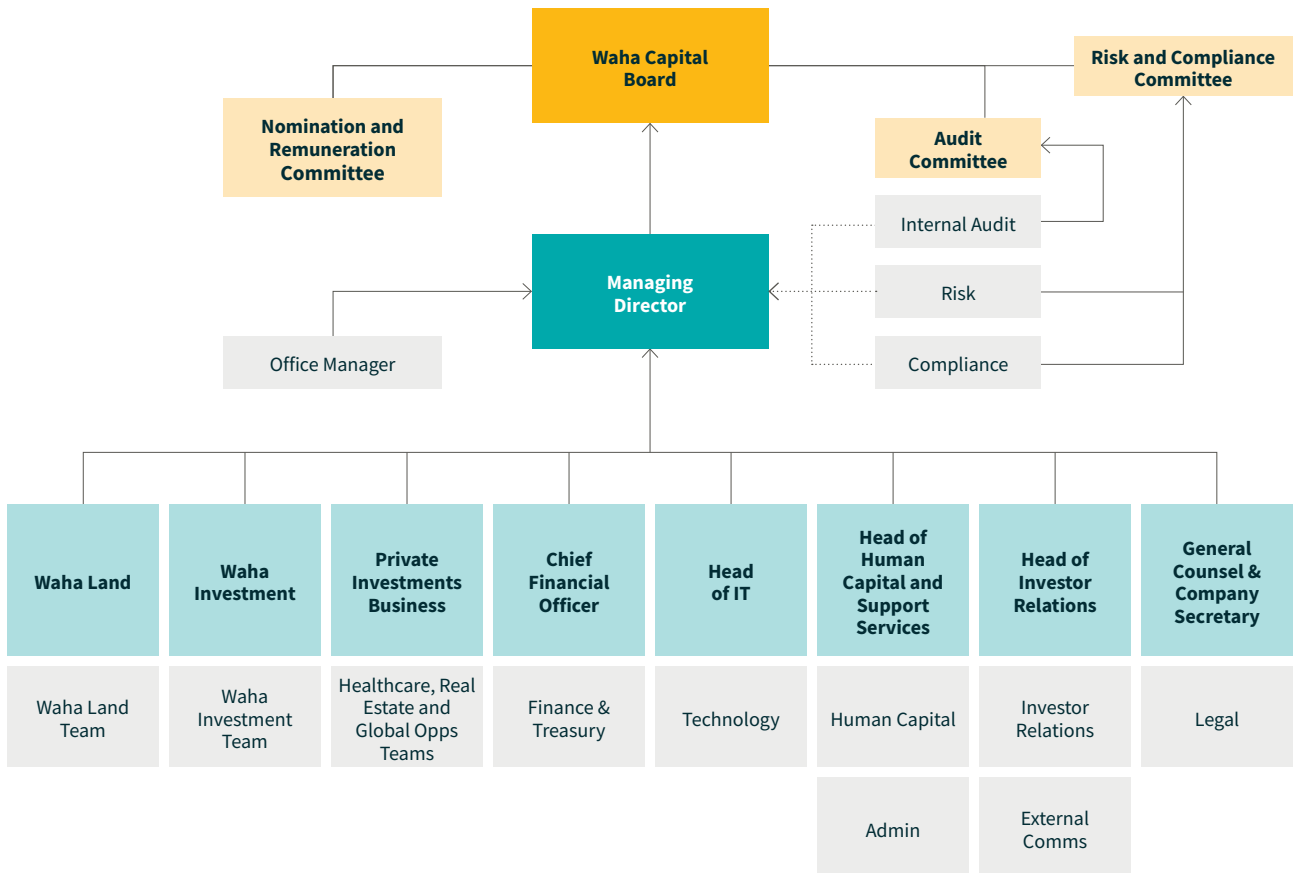 Waha Capital
Board
Risk and Compliance
Committee
Nomination and
Remuneration
Committee
Audit
Committee
Internal Audit
Managing
Director
Risk
Office Manager
Compliance
Waha Land
Waha
Investment
Private
Investments
Business
Chief
Financial
Officer
Head
of IT
Head of
Human
Capital and
Support
Services
Head of
Investor
Relations
General
Counsel &
Company
Secretary
Waha Land
Team
Waha
Investment
Team
Healthcare, Real
Estate and
Global Opps
Teams
Finance &
Treasury
Technology
Human Capital
Investor
Relations
Legal
Admin
External
Comms